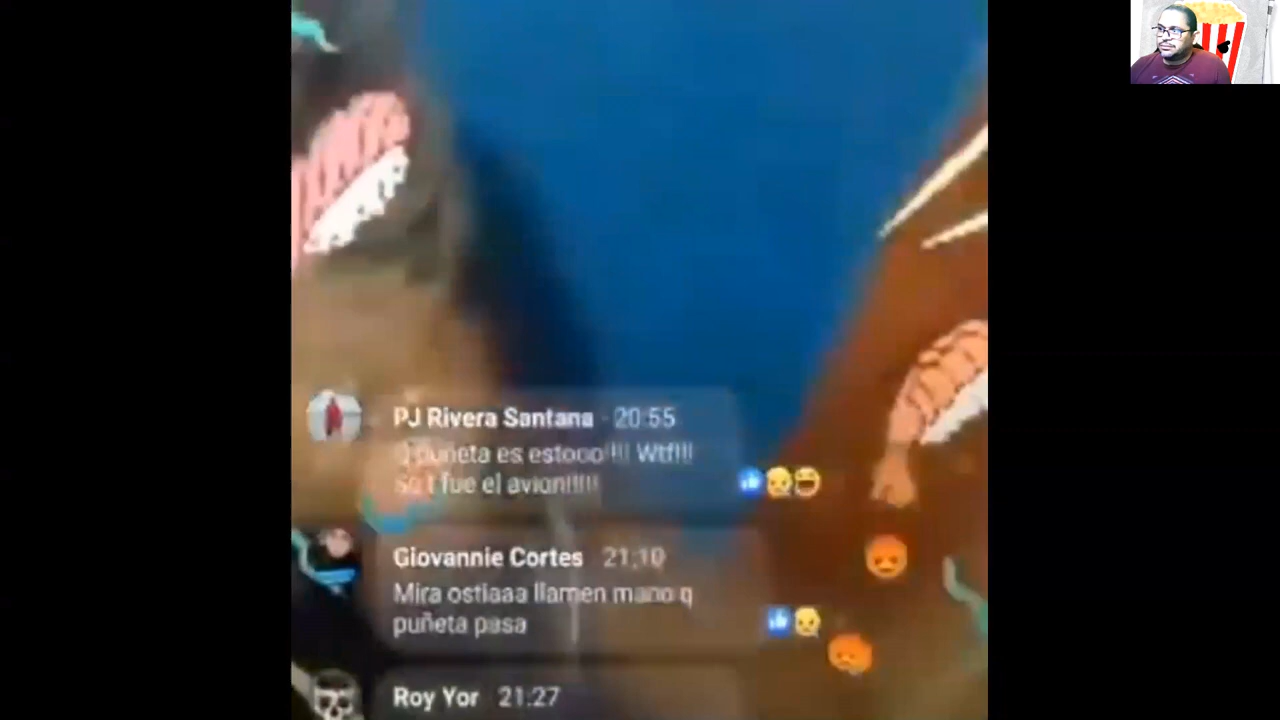 PJ Rivera Santana · 20:55
Q puñeta es estooo!!!! Wtf!!!
Se t fue el avion!!!!!
Giovannie Cortes 21:10
Mira ostiaaa llamen mano q
puñeta pasa
Roy Yor 21:27